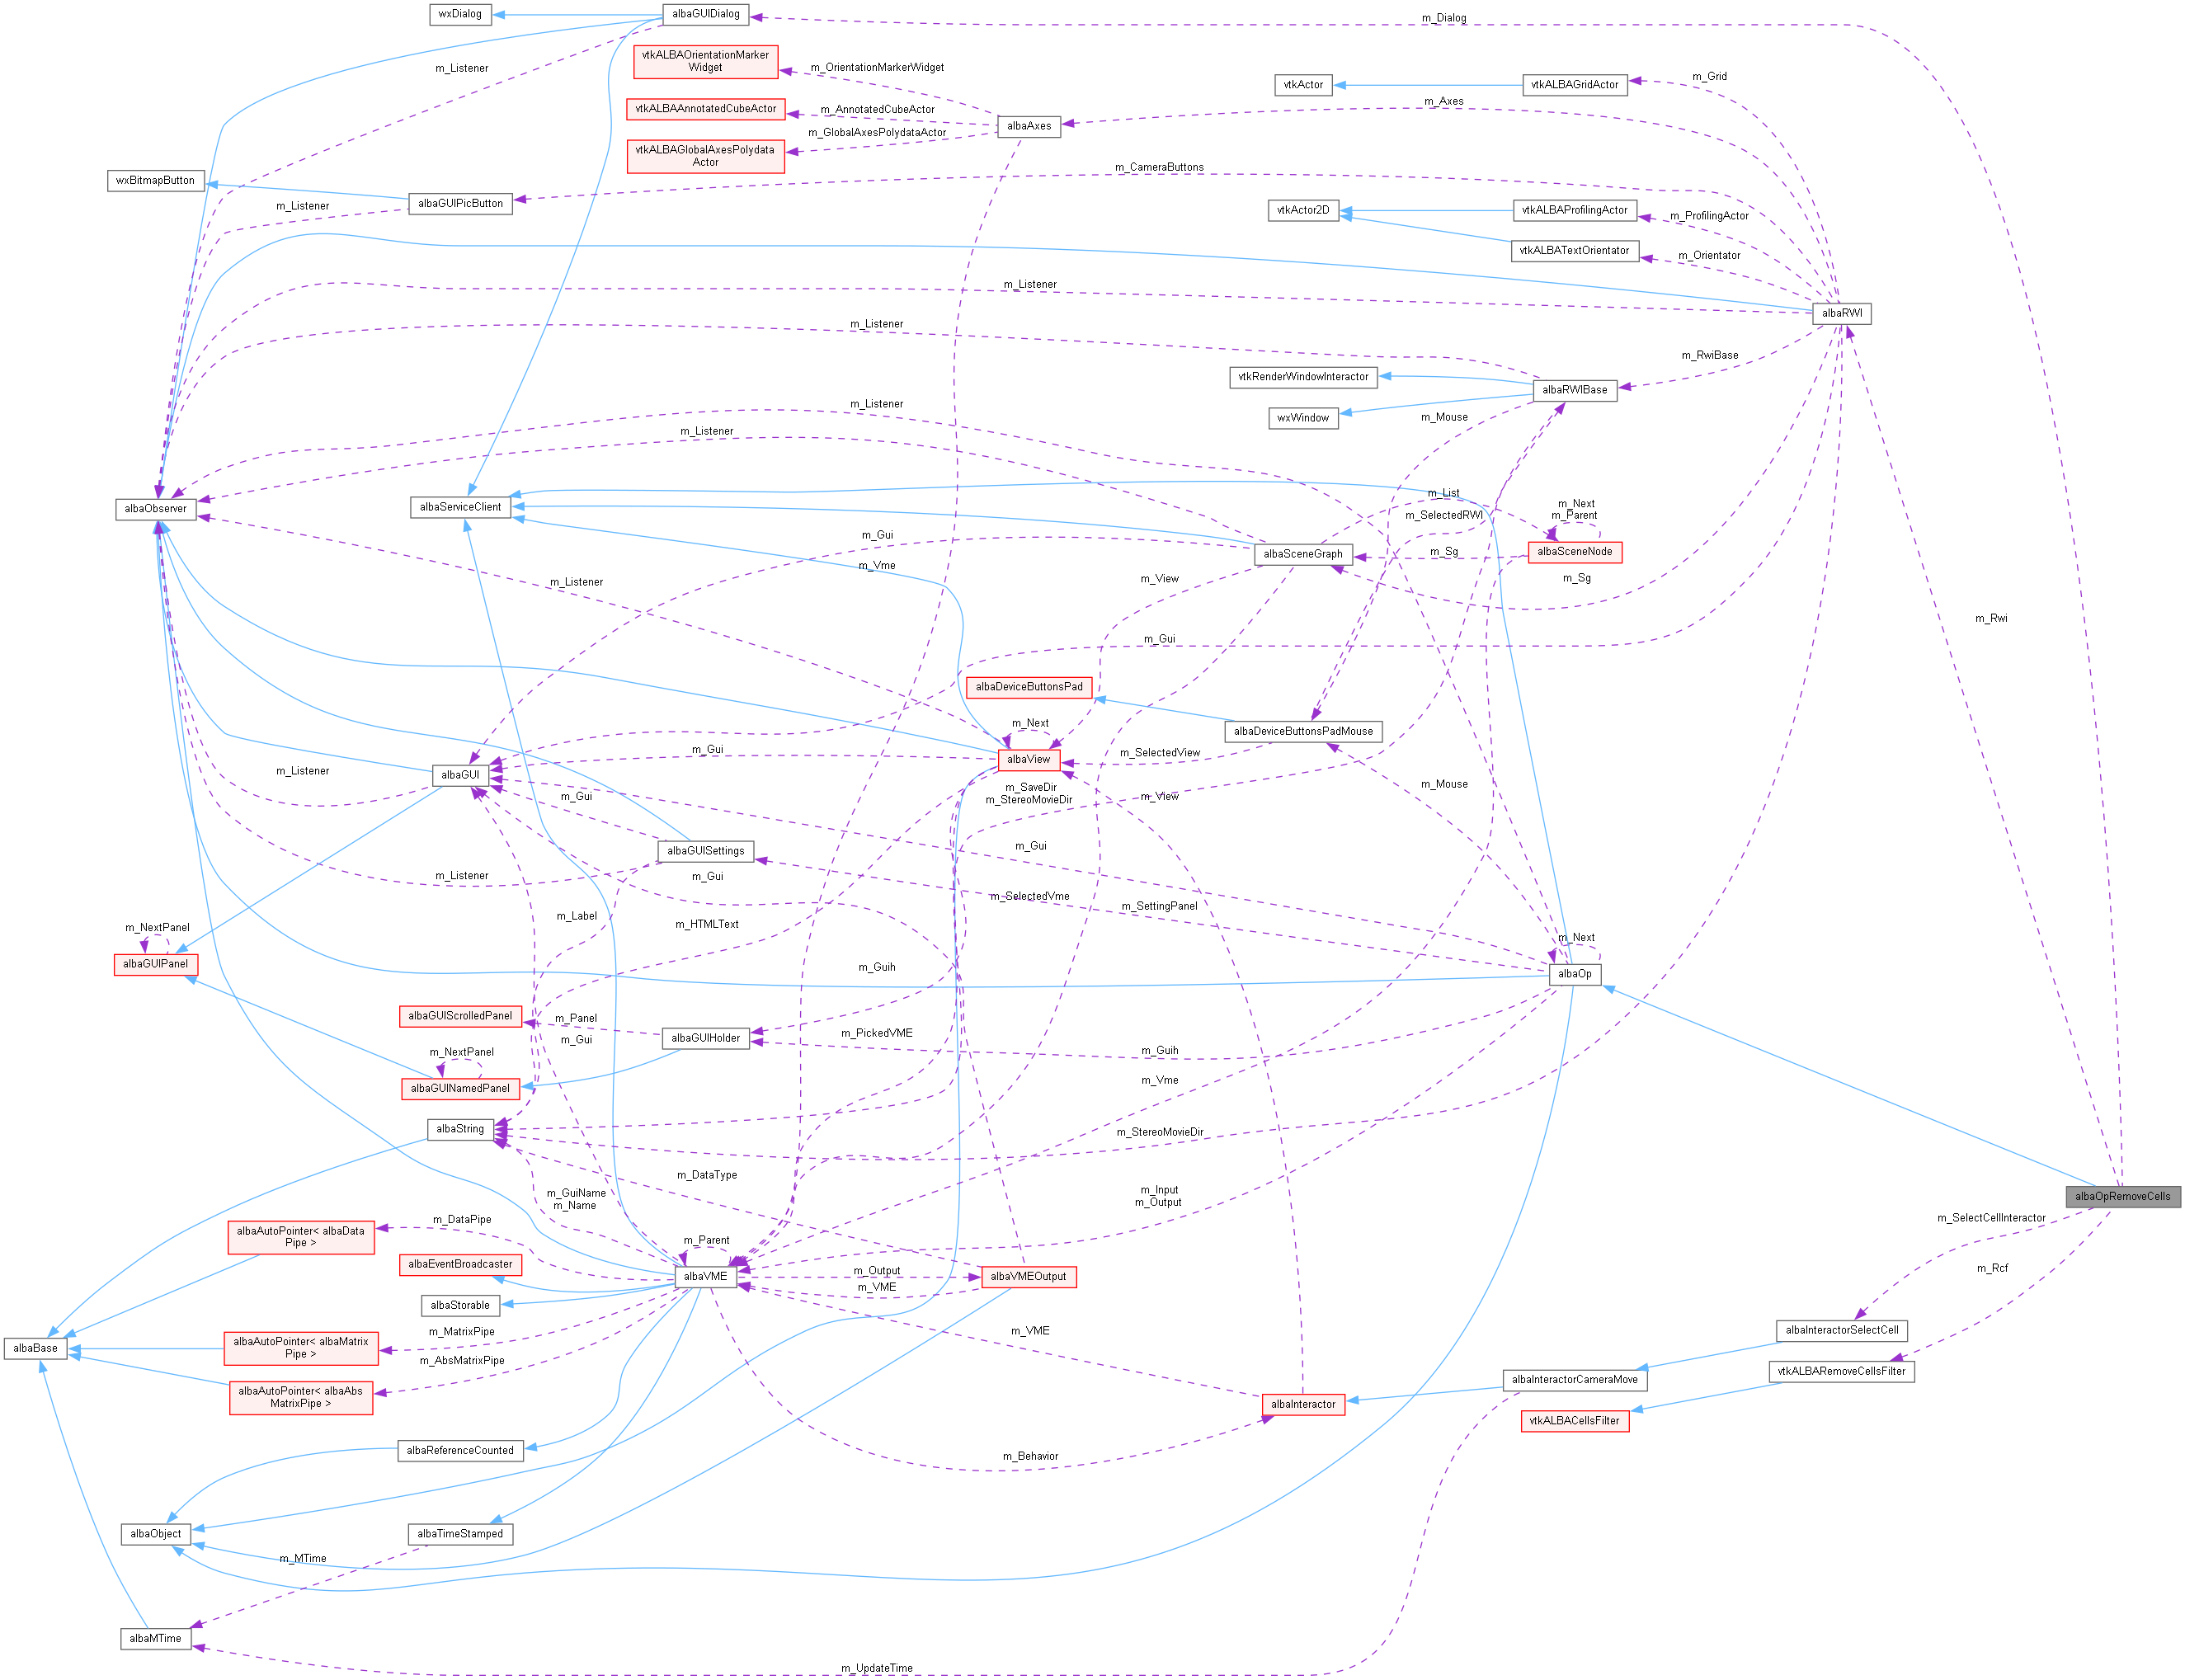 wxDialog
albaGUIDialog
m_Dialog
m_Listener
vtkALBAOrientationMarker
Widget
m_OrientationMarkerWidget
vtkActor
vtkALBAGridActor
m_Grid
vtkALBAAnnotatedCubeActor
m_AnnotatedCubeActor
albaAxes
m_Axes
m_GlobalAxesPolydataActor
vtkALBAGlobalAxesPolydata
Actor
wxBitmapButton
albaGUIPicButton
m_CameraButtons
m_Listener
vtkActor2D
vtkALBAProfilingActor
m_ProfilingActor
vtkALBATextOrientator
m_Orientator
m_Listener
albaRWI
m_Listener
m_RwiBase
vtkRenderWindowInteractor
albaRWIBase
wxWindow
m_Listener
m_Mouse
m_Listener
albaObserver
albaServiceClient
m_List
m_SelectedRWI
m_Next
m_Parent
m_Gui
albaSceneGraph
m_Sg
albaSceneNode
m_Vme
m_Listener
m_View
m_Sg
m_Rwi
m_Gui
albaDeviceButtonsPad
albaDeviceButtonsPadMouse
m_Next
m_Gui
albaView
m_SelectedView
albaGUI
m_Listener
m_SaveDir
m_StereoMovieDir
m_View
m_Mouse
m_Gui
albaGUISettings
m_Gui
m_Listener
m_Gui
m_SelectedVme
m_SettingPanel
m_Label
m_HTMLText
m_NextPanel
albaGUIPanel
m_Guih
m_Next
albaOp
albaGUIScrolledPanel
m_Panel
albaGUIHolder
m_PickedVME
m_Gui
m_Guih
m_NextPanel
albaGUINamedPanel
m_Vme
albaString
m_StereoMovieDir
m_DataType
m_GuiName
m_Name
m_Input
m_Output
albaOpRemoveCells
m_SelectCellInteractor
albaAutoPointer< albaData
Pipe >
m_DataPipe
m_Parent
albaEventBroadcaster
albaVME
m_Output
m_VME
albaVMEOutput
m_Rcf
albaStorable
albaBase
albaAutoPointer< albaMatrix
Pipe >
m_MatrixPipe
m_VME
albaInteractorSelectCell
m_AbsMatrixPipe
albaAutoPointer< albaAbs
MatrixPipe >
albaInteractor
albaInteractorCameraMove
vtkALBARemoveCellsFilter
vtkALBACellsFilter
albaReferenceCounted
m_Behavior
albaObject
albaTimeStamped
m_MTime
albaMTime
m_UpdateTime